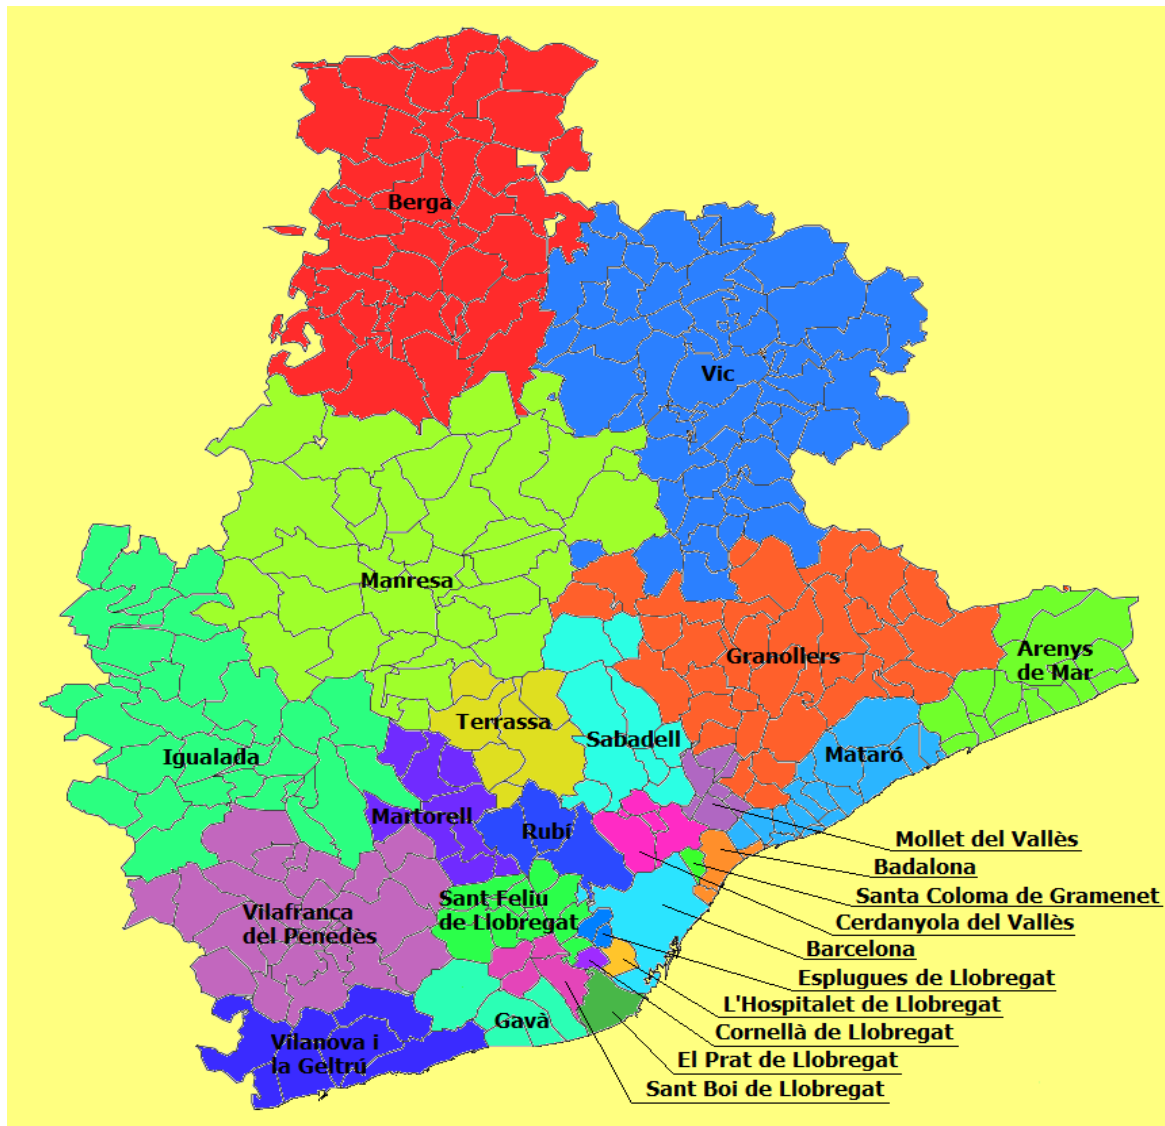 Berga
Vic
Manresa
Granollers
Arenys
de Mar
Terrassa
Sabadell
Igualada
Mataró
Martorell
Rubí
Mollet del Vallès
Badalona
Santa Coloma de Gramenet
Sant Feliu
de Llobregat
Vilafranca
del Penedès
Cerdanyola del Vallès
Barcelona
Esplugues de Llobregat
L'Hospitalet de Llobregat
Gavà
Cornellà de Llobregat
Vilanova i
la Geltrú
El Prat de Llobregat
Sant Boi de Llobregat